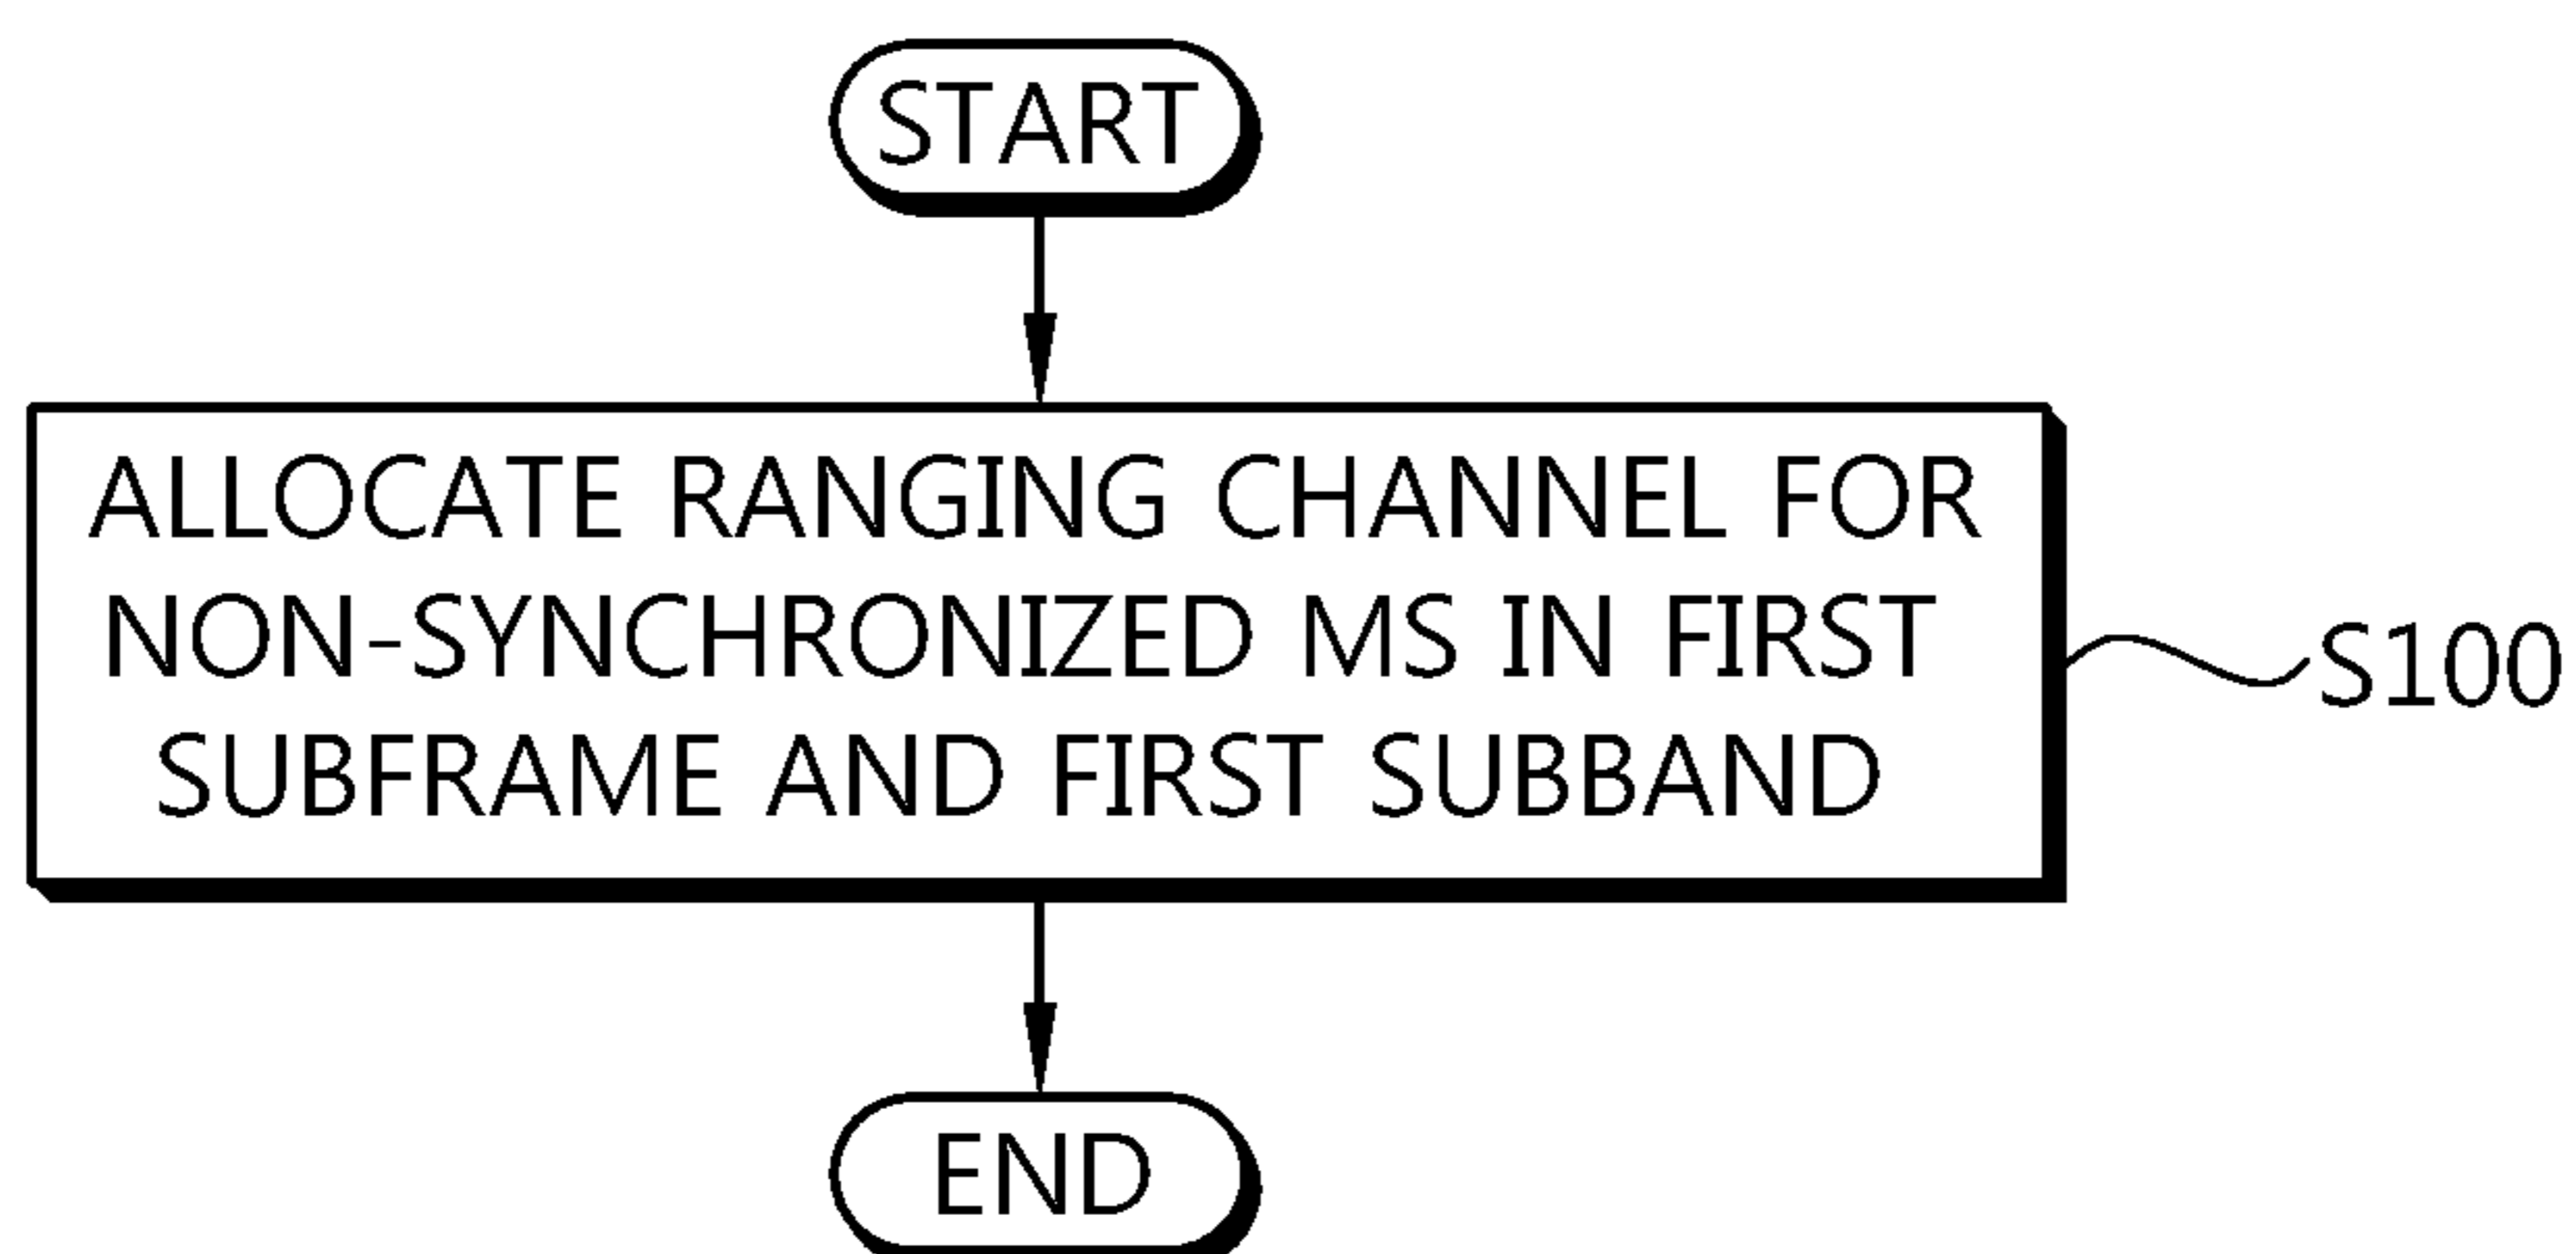 START
ALLOCATE RANGING CHANNEL FOR
NON-SYNCHRONIZED MS IN FIRST
SUBFRAME AND FIRST SUBBAND
S100
END